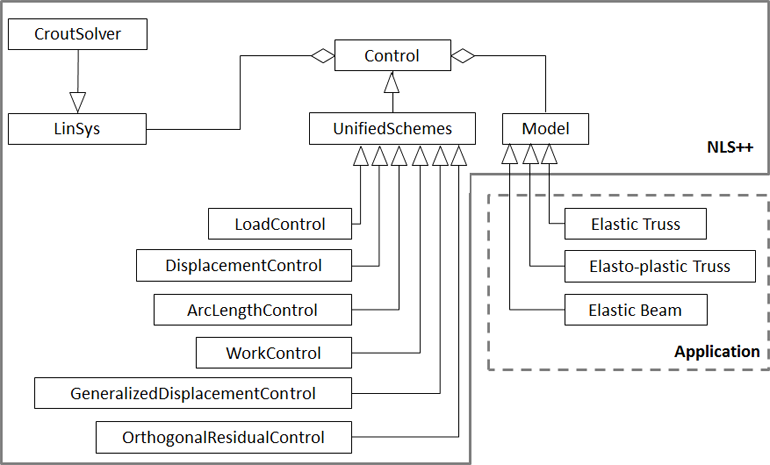 CroutSolver
Control
LinSys
UnifiedSchemes
Model
NLS++
LoadControl
Elastic Truss
DisplacementControl
Elasto-plastic Truss
ArcLengthControl
Elastic Beam
WorkControl
Application
GeneralizedDisplacementControl
OrthogonalResidualControl